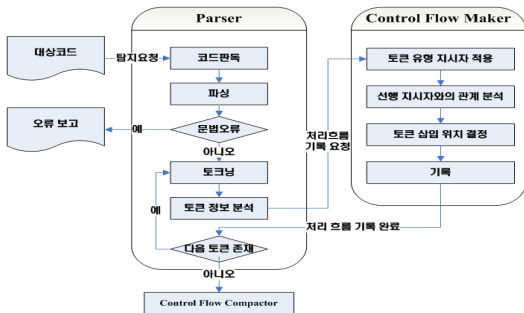 Parser
Control Flow Maker
대상코드
탐지요청
코드판독
파싱
오류 보고
예
문법오류
아니오
토크닝
예
토큰 정보 분석
다음 토큰 존재
아니오
Control Flow Compactor
처리흐름
기록 요청
토큰 유형 지시자 적용
선행 지시자와의 관계 분석
토큰 삽입 위치 결정
기록
처리 흐름 기록 완료